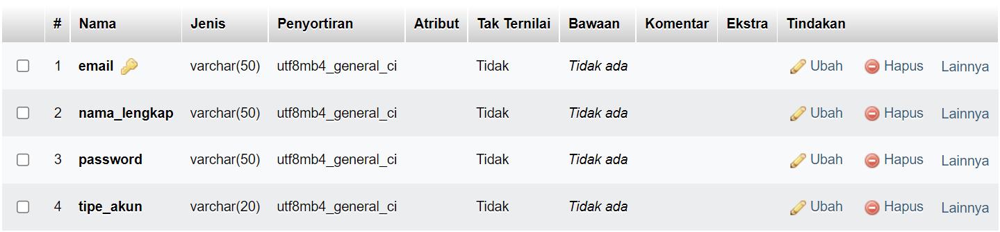 # Nama Jenis Penyortiran Atribut Tak Ternilai Bawaan Komentar Ekstra Tindakan
1 email varchar(50) utf8mb4_general_ci Tidak Tidak ada Ubah Hapus Lainnya
2 nama_lengkap varchar(50) utf8mb4_general_ci Tidak Tidak ada Ubah Hapus Lainnya
3 password varchar(50) utf8mb4_general_ci Tidak Tidak ada Ubah Hapus Lainnya
4 tipe_akun varchar(20) utf8mb4_general_ci Tidak Tidak ada Ubah Hapus Lainnya